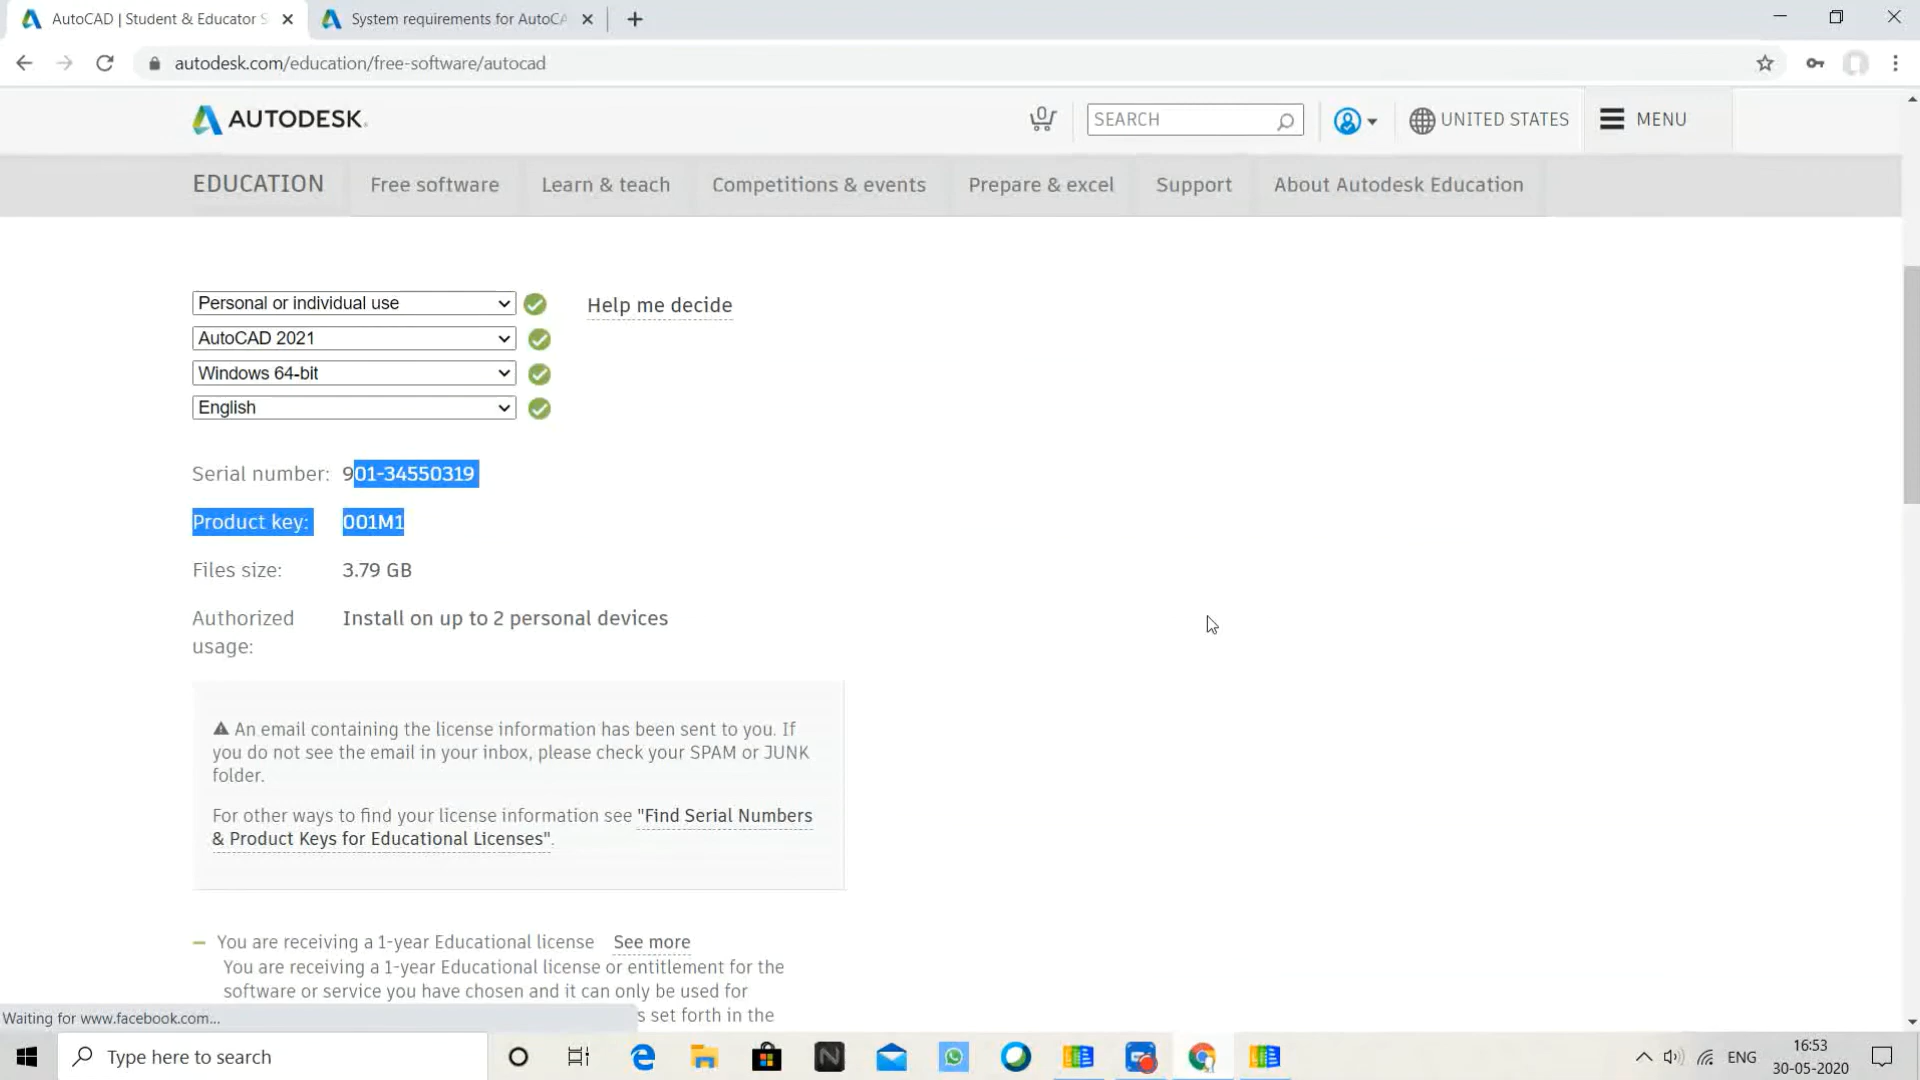 AutoCAD | Student & Educator S
System requirements for AutoCA
autodesk.com/education/free-software/autocad
AUTODESK.
0
SEARCH
UNITED STATES
MENU
EDUCATION
Free software
Learn & teach
Competitions & events
Prepare & excel
Support
About Autodesk Education
Personal or individual use
Help me decide
AutoCAD 2021
Windows 64-bit
English
Serial number: 901-34550319
Product key: 001M1
Files size: 3.79 GB
Authorized Install on up to 2 personal devices
usage:
An email containing the license information has been sent to you. If
you do not see the email in your inbox, please check your SPAM or JUNK
folder.
For other ways to find your license information see "Find Serial Numbers
& Product Keys for Educational Licenses".
You are receiving a 1-year Educational license See more
You are receiving a 1-year Educational license or entitlement for the
software or service you have chosen and it can only be used for
s set forth in the
Waiting for www.facebook.com...
Type here to search
ENG
16:53
30-05-2020